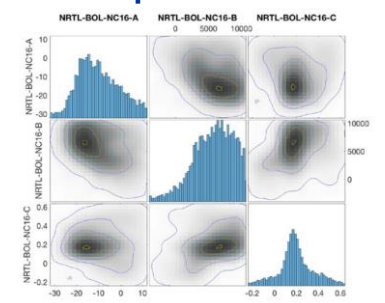 NRTL-BOL-NC16-A NRTL-BOL-NC16-B NRTL-BOL-NC16-C
0 5000 10000
NRTL-BOL-NC16-A
10
0
-10
-20
-30
NRTL-BOL-NC16-B
10000
5000
0
NRTL-BOL-NC16-C
0.6
0.4
0.2
0
-0.2
-30 -20 -10 0 10
-0.2 0 0.2 0.4 0.6